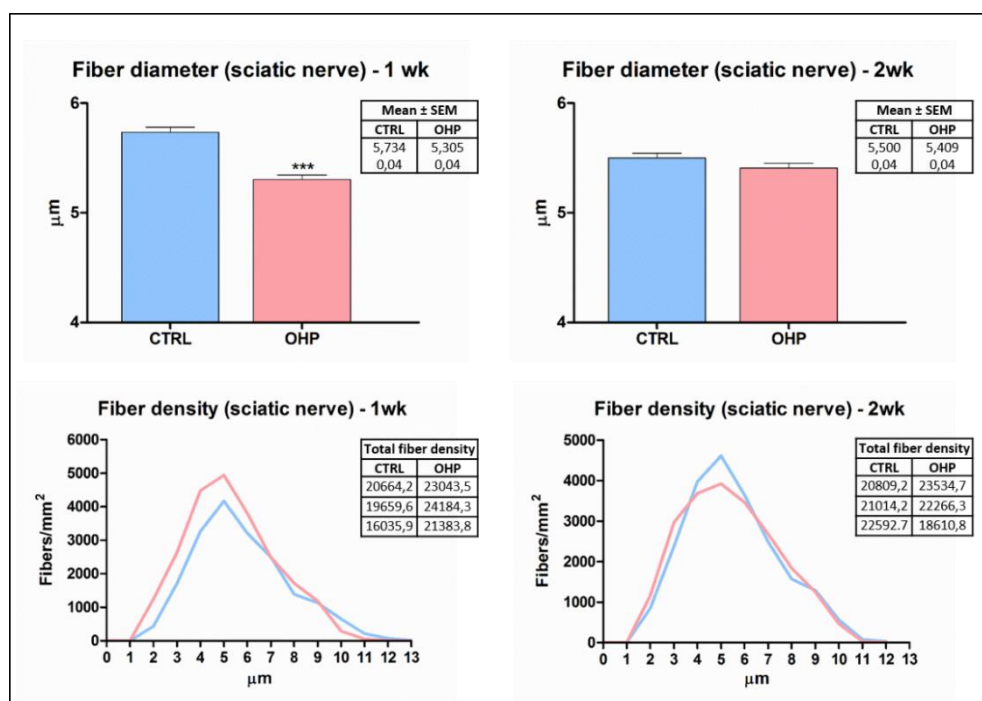 Fiber diameter (sciatic nerve) - 1 wk
6
5
4
μm
***
CTRL OHP
Mean ± SEM
CTRL OHP
5,734 5,305
0,04 0,04
Fiber diameter (sciatic nerve) - 2wk
6
5
4
μm
CTRL OHP
Mean ± SEM
CTRL OHP
5,500 5,409
0,04 0,04
Fiber density (sciatic nerve) - 1wk
6000
5000
4000
3000
2000
1000
0
Fibers/mm²
0 1 2 3 4 5 6 7 8 9 10 11 12 13
μm
Total fiber density
CTRL OHP
20664,2 23043,5
19659,6 24184,3
16035,9 21383,8
Fiber density (sciatic nerve) - 2wk
5000
4000
3000
2000
1000
0
Fibers/mm²
0 1 2 3 4 5 6 7 8 9 10 11 12 13
μm
Total fiber density
CTRL OHP
20809,2 23534,7
21014,2 22266,3
22592.7 18610,8